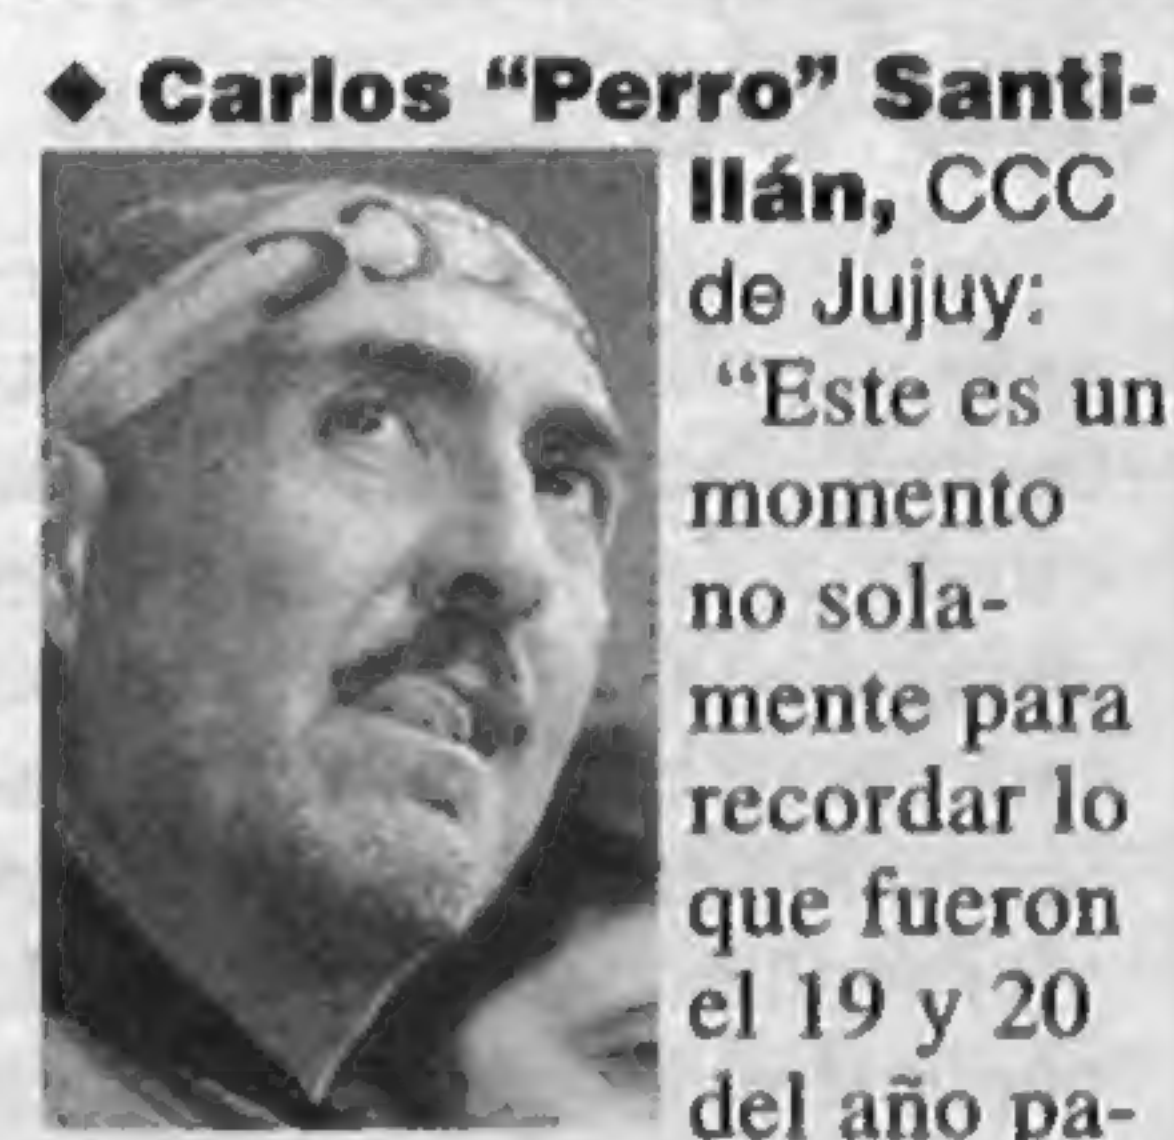 ◆ Carlos “Perro” Santi-
llán, CCC
de Jujuy:
“Este es un
momento
no sola-
mente para
recordar lo
que fueron
el 19 y 20
del año pa-